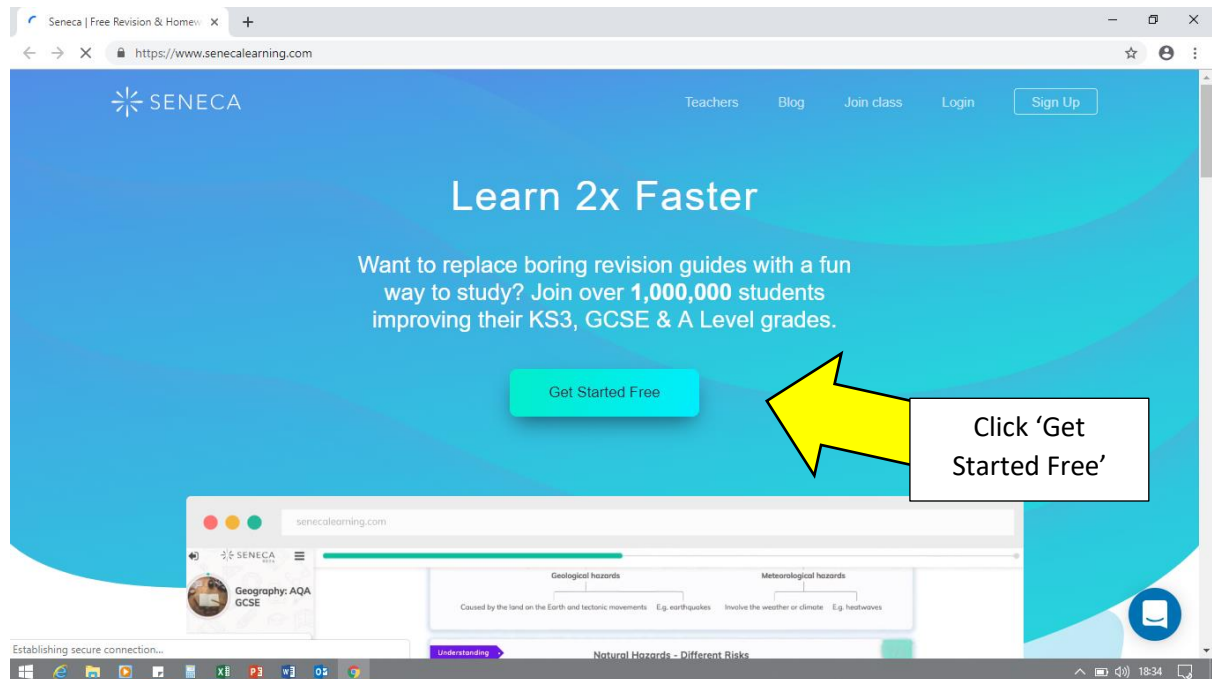 Seneca | Free Revision & Homew
https://www.senecalearning.com
SENECA
Teachers Blog Join class Login Sign Up
Learn 2x Faster
Want to replace boring revision guides with a fun
way to study? Join over 1,000,000 students
improving their KS3, GCSE & A Level grades.
Get Started Free
Click ‘Get
Started Free’
senecalearning.com
SENECA
BETA
Geography: AQA
GCSE
Geological hazards Meteorological hazards
Caused by the land on the Earth and tectonic movements E.g. earthquakes Involve the weather or climate E.g. heatwaves
Understanding
Natural Hazards - Different Risks
Establishing secure connection...
18:34